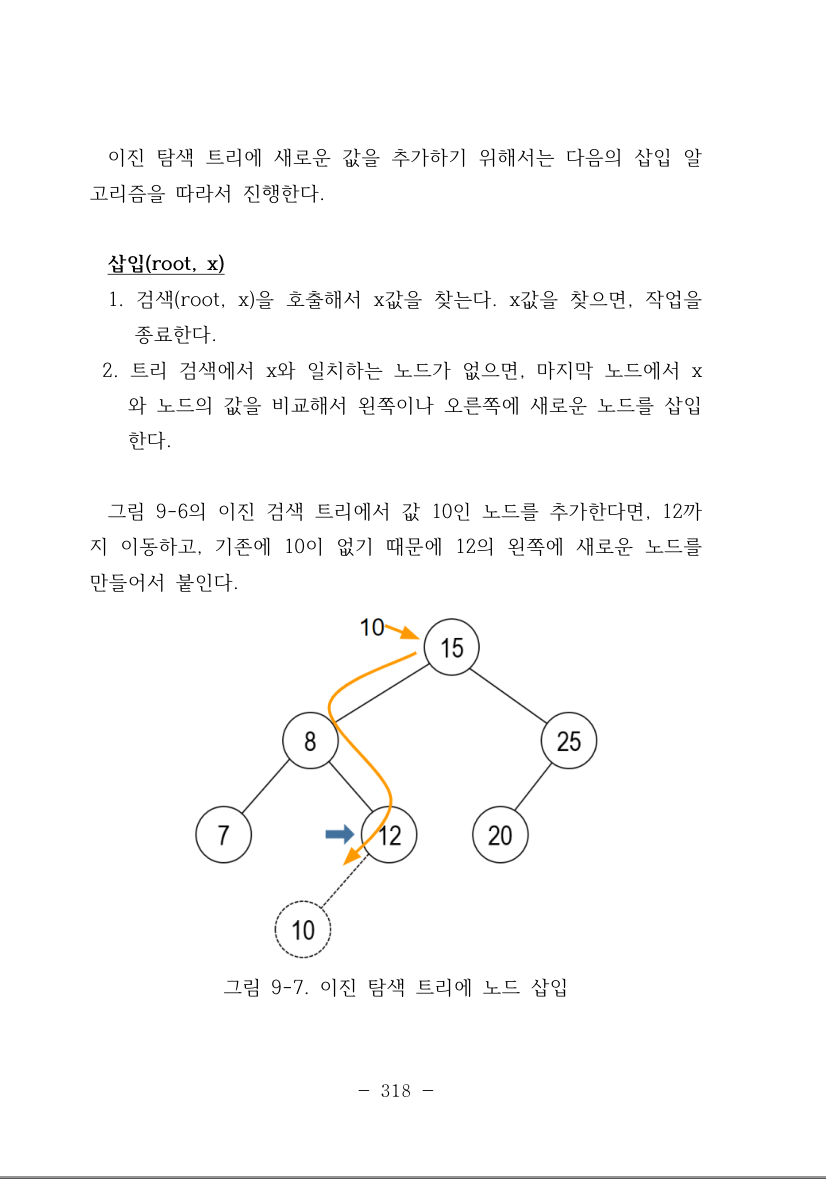 이진 탐색 트리에 새로운 값을 추가하기 위해서는 다음의 삽입 알
고리즘을 따라서 진행한다.
삽입(root, x)
1. 검색(root, x)을 호출해서 x값을 찾는다. x값을 찾으면, 작업을
종료한다.
2. 트리 검색에서 x와 일치하는 노드가 없으면, 마지막 노드에서 x
와 노드의 값을 비교해서 왼쪽이나 오른쪽에 새로운 노드를 삽입
한다.
그림 9-6의 이진 검색 트리에서 값 10인 노드를 추가한다면, 12까
지 이동하고, 기존에 10이 없기 때문에 12의 왼쪽에 새로운 노드를
만들어서 붙인다.
10
15
8
25
7
12
20
10
그림 9-7. 이진 탐색 트리에 노드 삽입
- 318 -